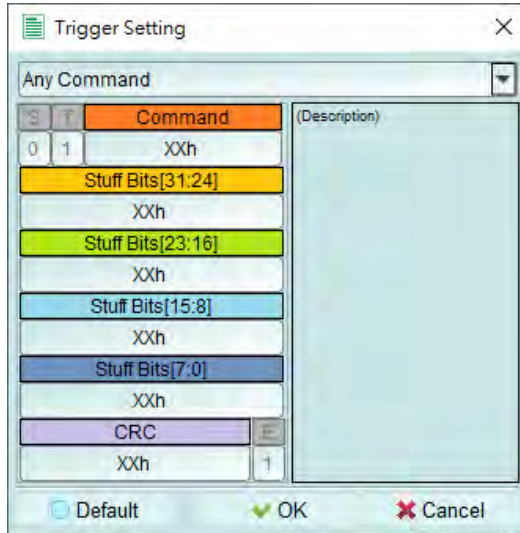 Trigger Setting
Any Command
S T Command (Description)
0 1 XXh
Stuff Bits[31:24]
XXh
Stuff Bits[23:16]
XXh
Stuff Bits[15:8]
XXh
Stuff Bits[7:0]
XXh
CRC E
XXh 1
Default OK Cancel